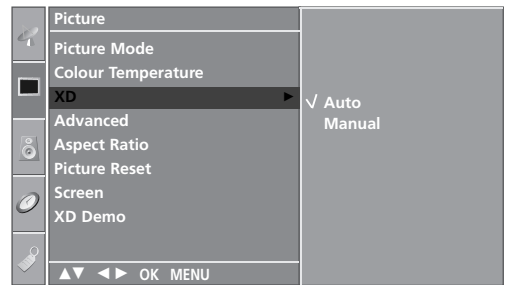 Picture
Picture Mode
Colour Temperature
XD ►
Advanced
Aspect Ratio
Picture Reset
Screen
XD Demo
√ Auto
Manual
▲▼ ◄► OK MENU